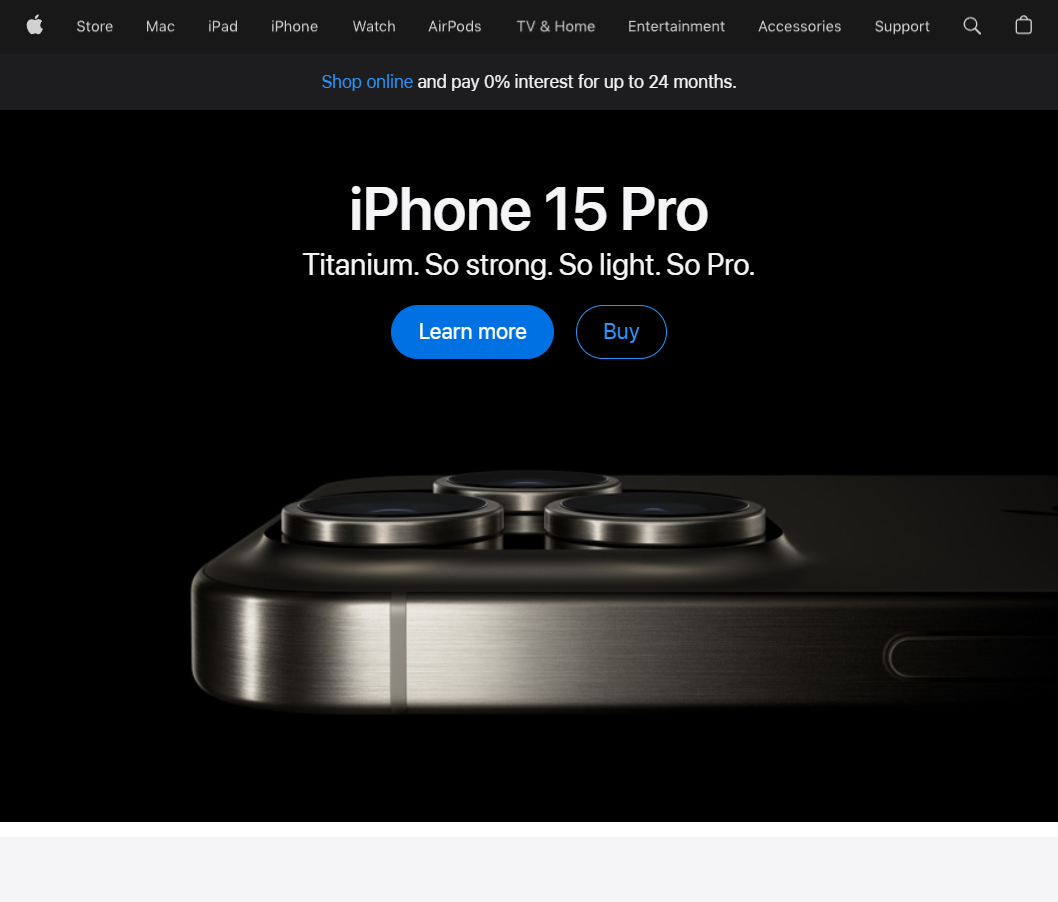 Store Mac iPad iPhone Watch AirPods TV & Home Entertainment Accessories Support
Shop online and pay 0% interest for up to 24 months.
iPhone 15 Pro
Titanium. So strong. So light. So Pro.
Learn more Buy